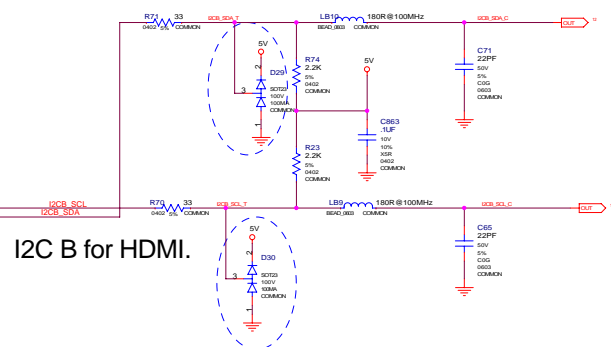 R71 33
0402 5% COMMON
I2CB_SDA_T
LB10 180R@100MHz
BEAD_0603 COMMON
I2CB_SDA_C
OUT
5V
2
D29
SOT23
100V
100MA
COMMON
3
1
R74
2.2K
5%
0402
COMMON
5V
C71
22PF
50V
5%
C0G
0603
COMMON
C863
.1UF
10V
10%
X5R
0402
COMMON
R23
2.2K
5%
0402
COMMON
I2CB_SCL
I2CB_SDA
R70 33
0402 5% COMMON
I2CB_SCL_T
LB9 180R@100MHz
BEAD_0603 COMMON
I2CB_SCL_C
OUT
I2C B for HDMI.
5V
2
D30
SOT23
100V
100MA
COMMON
3
1
C65
22PF
50V
5%
C0G
0603
COMMON